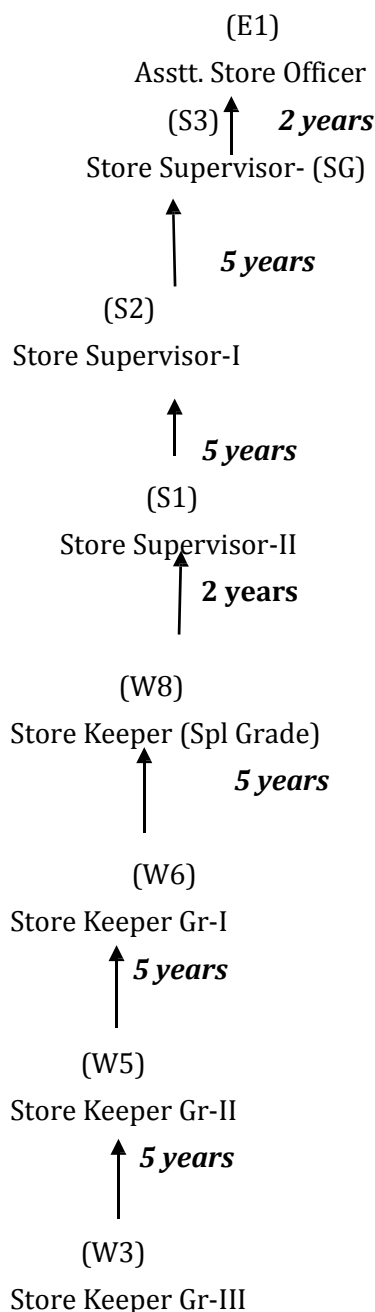 (E1)
Asstt. Store Officer
(S3) 2 years
Store Supervisor- (SG)
5 years
(S2)
Store Supervisor-I
5 years
(S1)
Store Supervisor-II
2 years
(W8)
Store Keeper (Spl Grade)
5 years
(W6)
Store Keeper Gr-I
5 years
(W5)
Store Keeper Gr-II
5 years
(W3)
Store Keeper Gr-III